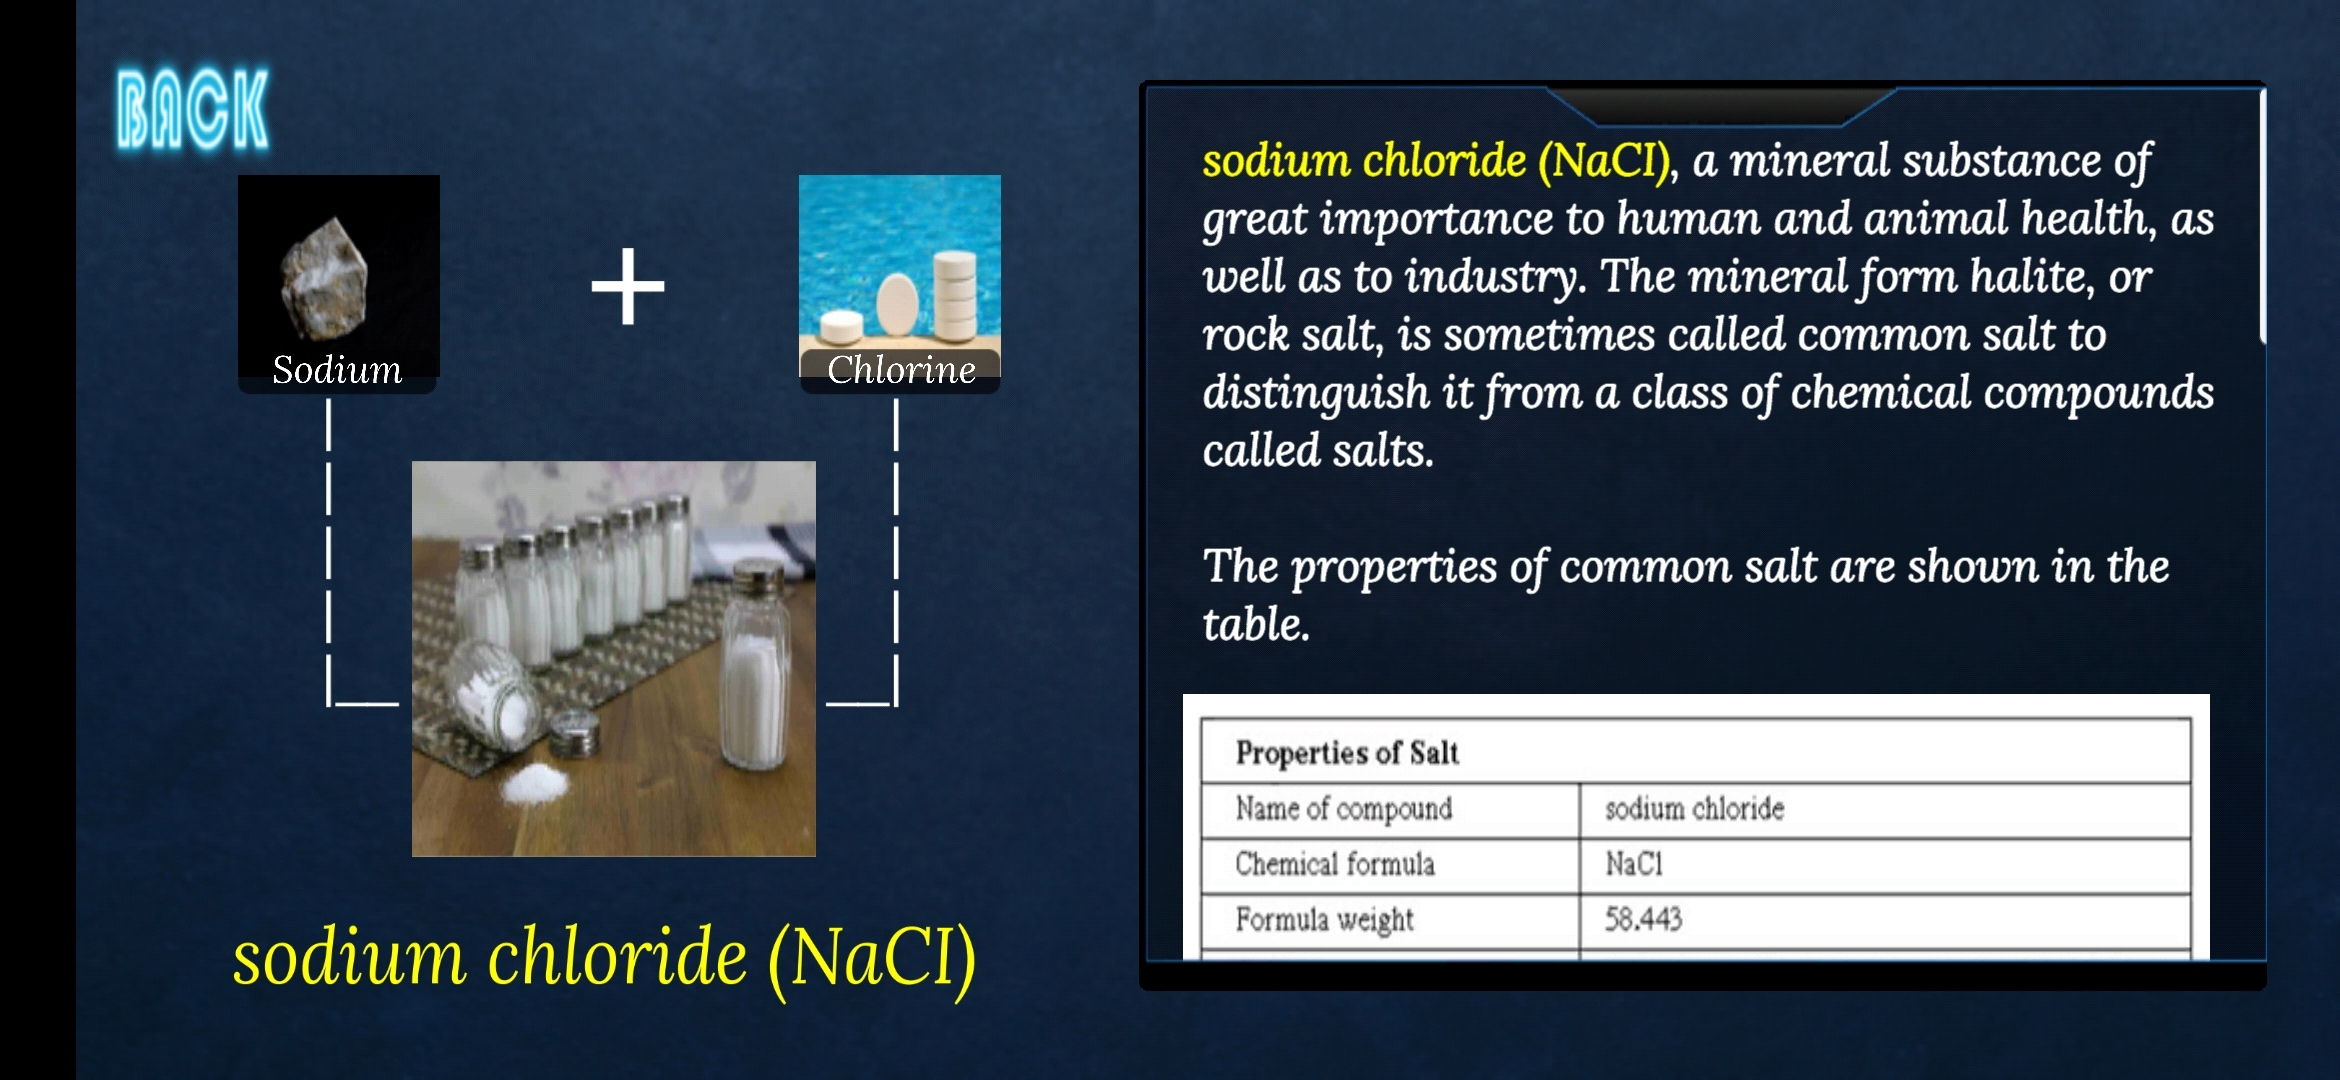 BACK
Sodium
+
Chlorine
sodium chloride (NaCI)
sodium chloride (NaCI), a mineral substance of
great importance to human and animal health, as
well as to industry. The mineral form halite, or
rock salt, is sometimes called common salt to
distinguish it from a class of chemical compounds
called salts.
The properties of common salt are shown in the
table.
Properties of Salt
Name of compound sodium chloride
Chemical formula NaCl
Formula weight 58.443